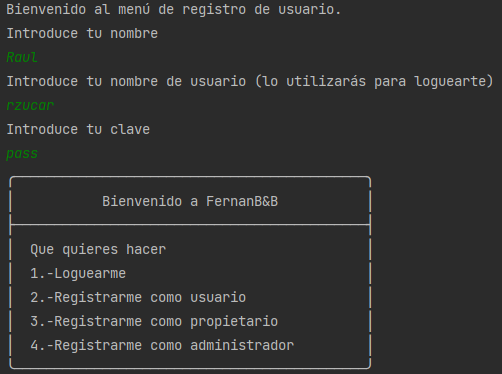 Bienvenido al menú de registro de usuario.
Introduce tu nombre
Raul
Introduce tu nombre de usuario (lo utilizarás para loguearte)
rzucar
Introduce tu clave
pass
Bienvenido a FernanB&B
Que quieres hacer
1.-Loguearme
2.-Registrarme como usuario
3.-Registrarme como propietario
4.-Registrarme como administrador